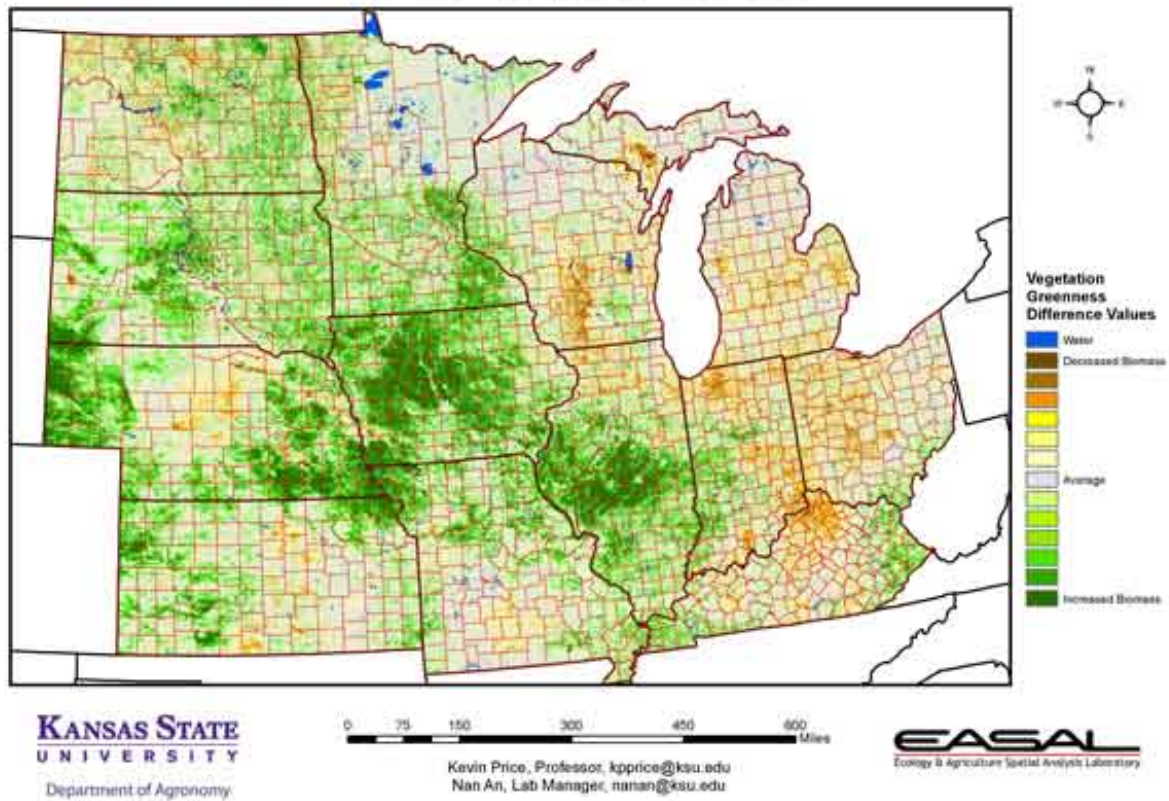 N
W
E
S
Vegetation
Greenness
Difference Values
Water
Decreased Biomass
Average
Increased Biomass
KANSAS STATE
UNIVERSITY
Department of Agronomy
0 75 150 300 450 600
Miles
Kevin Price, Professor, kpprice@ksu.edu
Nan An, Lab Manager, nanan@ksu.edu
EASAL
Ecology & Agriculture Spatial Analysis Laboratory